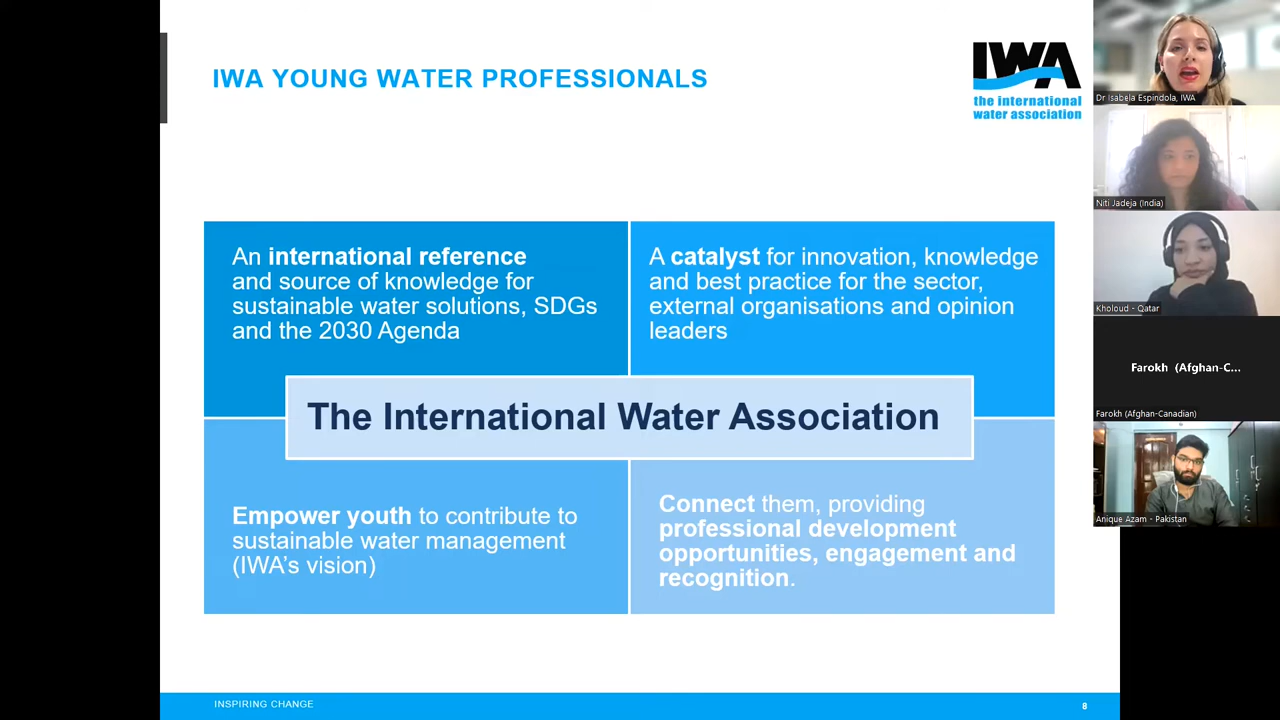 IWA YOUNG WATER PROFESSIONALS
IWA
the international
water association
An international reference
and source of knowledge for
sustainable water solutions, SDGs
and the 2030 Agenda
A catalyst for innovation, knowledge
and best practice for the sector,
external organisations and opinion
leaders
The International Water Association
Empower youth to contribute to
sustainable water management
(IWA's vision)
Connect them, providing
professional development
opportunities, engagement and
recognition.
INSPIRING CHANGE
8
Dr Isabela Espindola, IWA
Niti Jadeja (India)
Kholoud - Qatar
Farokh (Afghan-C...
Farokh (Afghan-Canadian)
Anique Azam - Pakistan